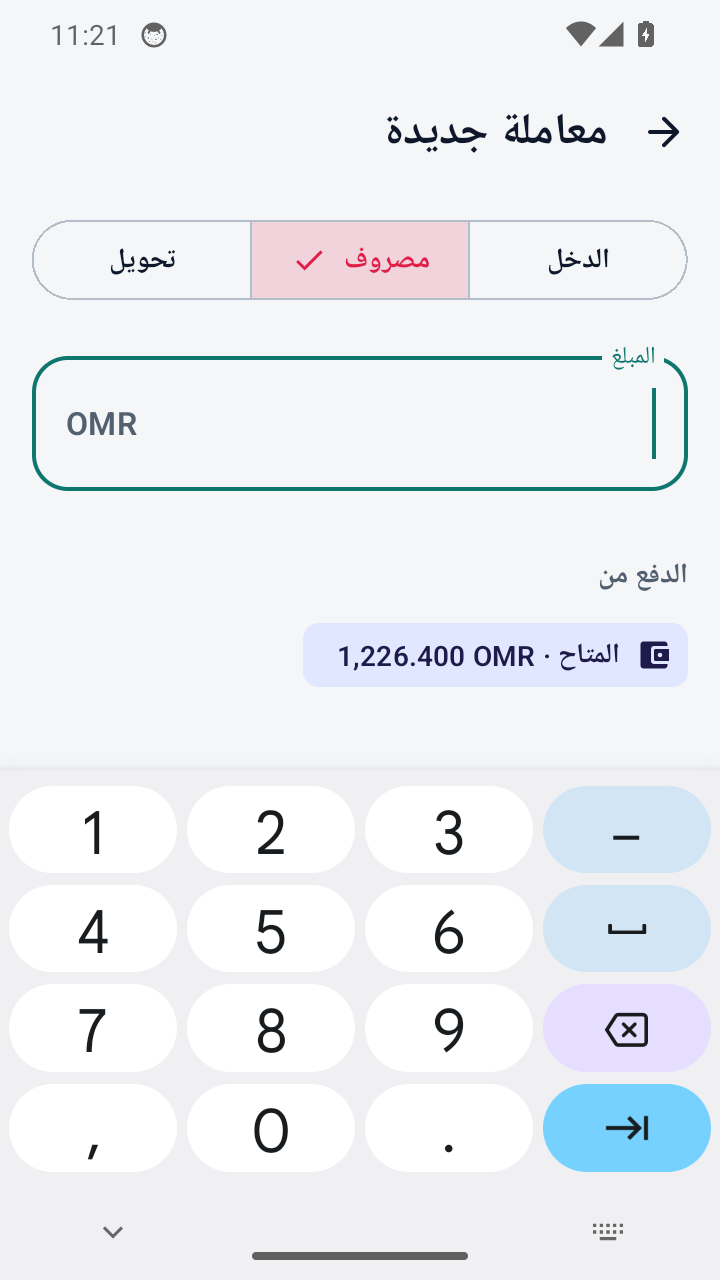 11:21
معاملة جديدة
الدخل
مصروف
تحويل
المبلغ
OMR
الدفع من
المتاح · 1,226.400 OMR
1 2 3 –
4 5 6
7 8 9
, 0 .